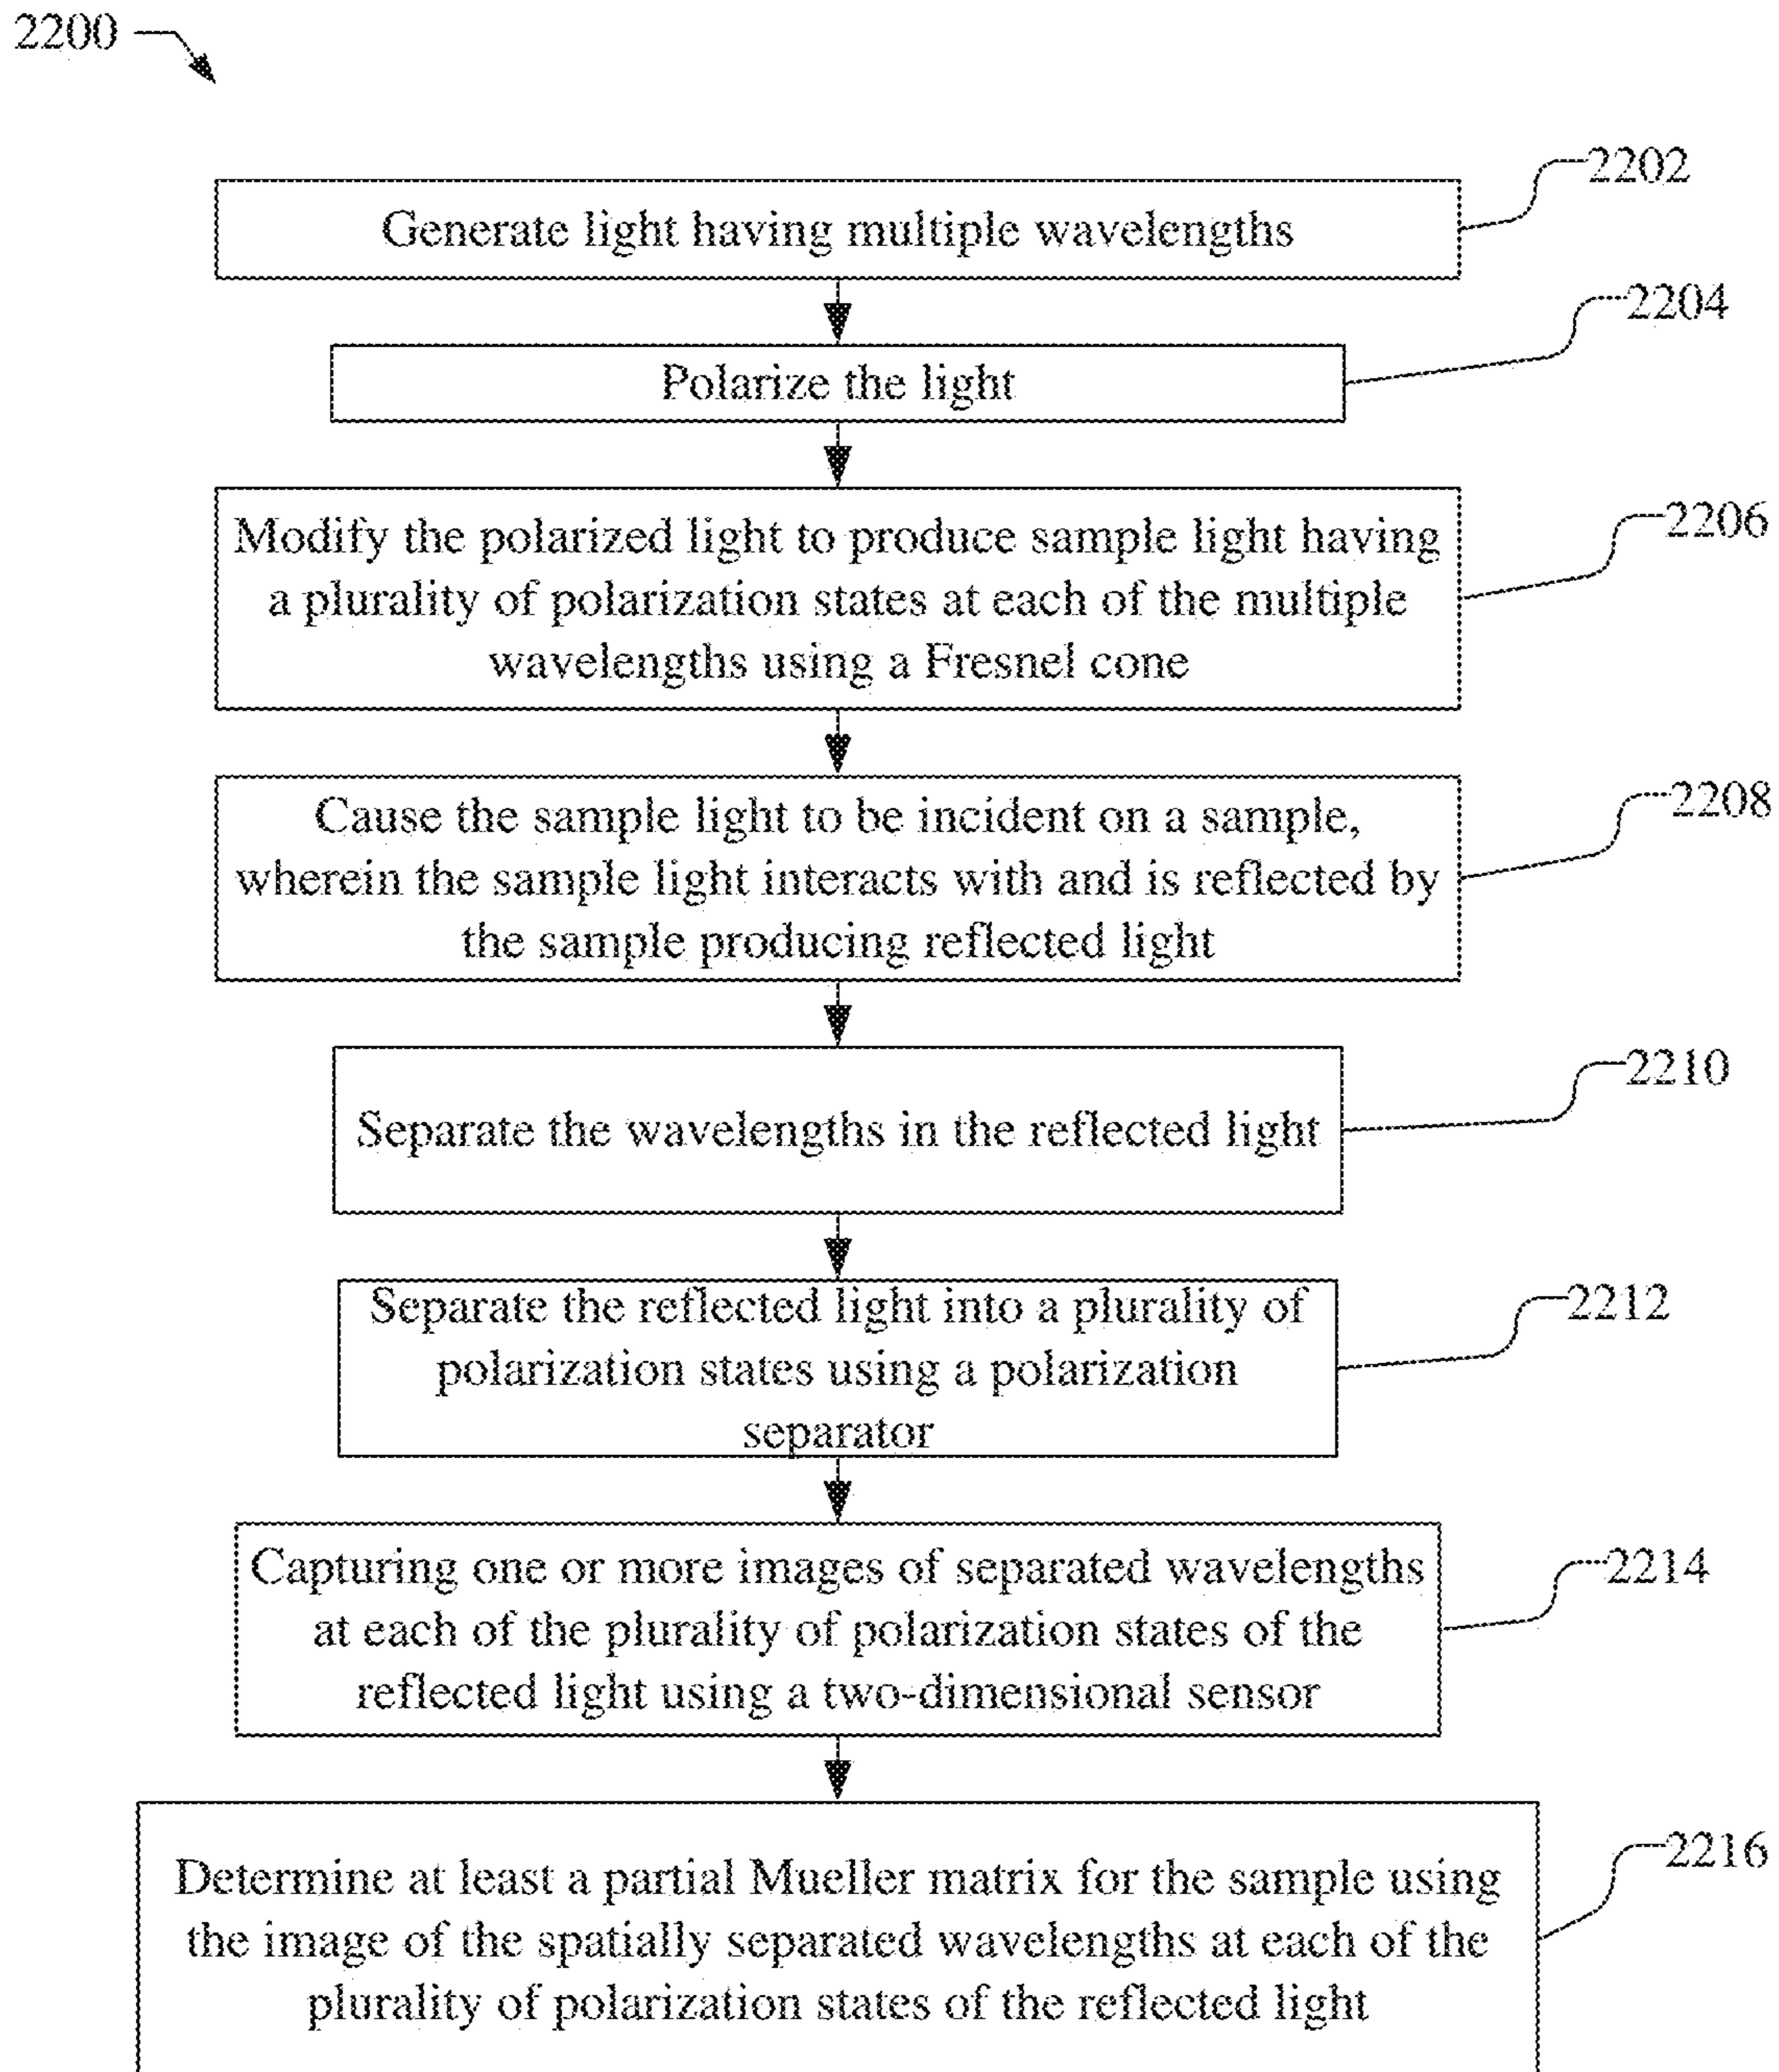 2200
2202
Generate light having multiple wavelengths
2204
Polarize the light
2206
Modify the polarized light to produce sample light having
a plurality of polarization states at each of the multiple
wavelengths using a Fresnel cone
2208
Cause the sample light to be incident on a sample,
wherein the sample light interacts with and is reflected by
the sample producing reflected light
2210
Separate the wavelengths in the reflected light
2212
Separate the reflected light into a plurality of
polarization states using a polarization
separator
2214
Capturing one or more images of separated wavelengths
at each of the plurality of polarization states of the
reflected light using a two-dimensional sensor
2216
Determine at least a partial Mueller matrix for the sample using
the image of the spatially separated wavelengths at each of the
plurality of polarization states of the reflected light